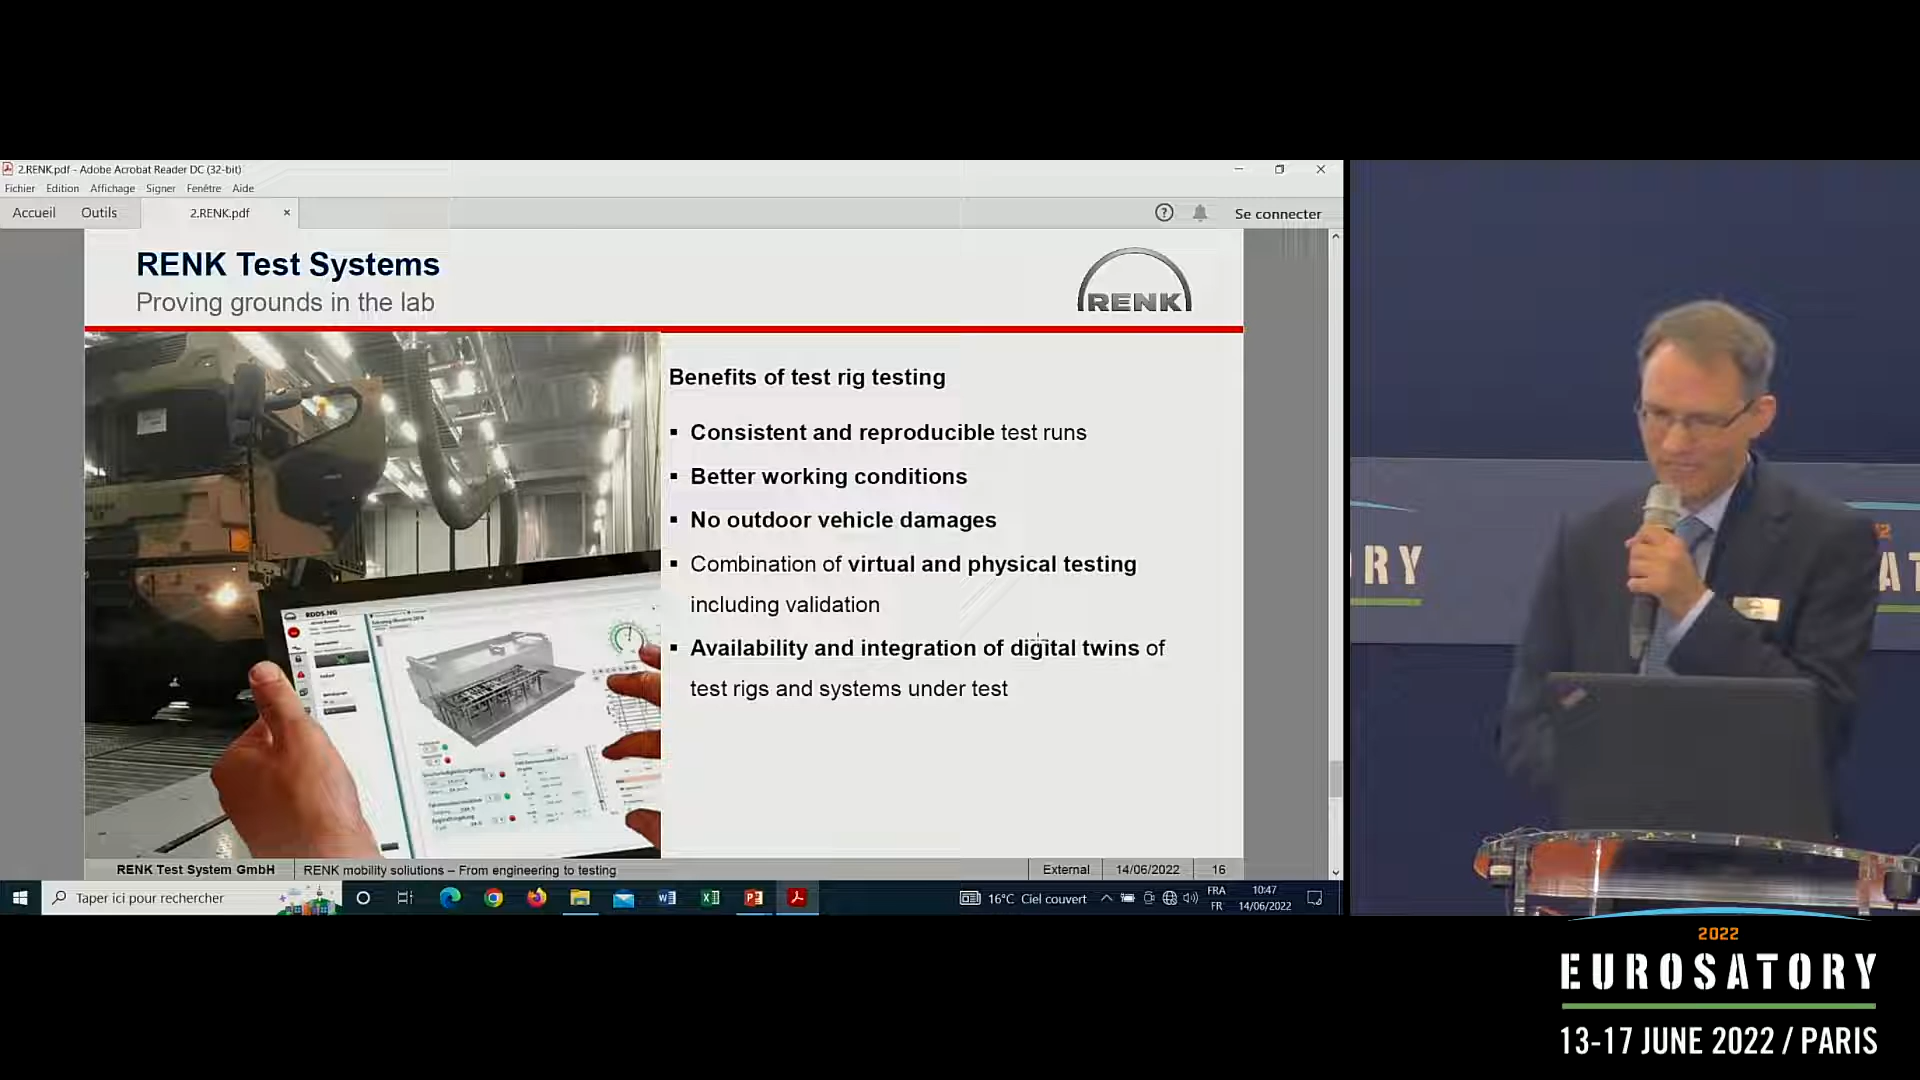 2.RENK.pdf - Adobe Acrobat Reader DC (32-bit)
Fichier Edition Affichage Signer Fenêtre Aide
Accueil Outils 2.RENK.pdf × Se connecter
RENK Test Systems
Proving grounds in the lab
RENK
Benefits of test rig testing
▪ Consistent and reproducible test runs
▪ Better working conditions
▪ No outdoor vehicle damages
▪ Combination of virtual and physical testing
including validation
▪ Availability and integration of digital twins of
test rigs and systems under test
RDDS.NG
RENK Test System GmbH RENK mobility solutions – From engineering to testing External 14/06/2022 16
Taper ici pour rechercher 16°C Ciel couvert FRA 10:47
FR 14/06/2022
RY
2022
EUROSATORY
13-17 JUNE 2022 / PARIS